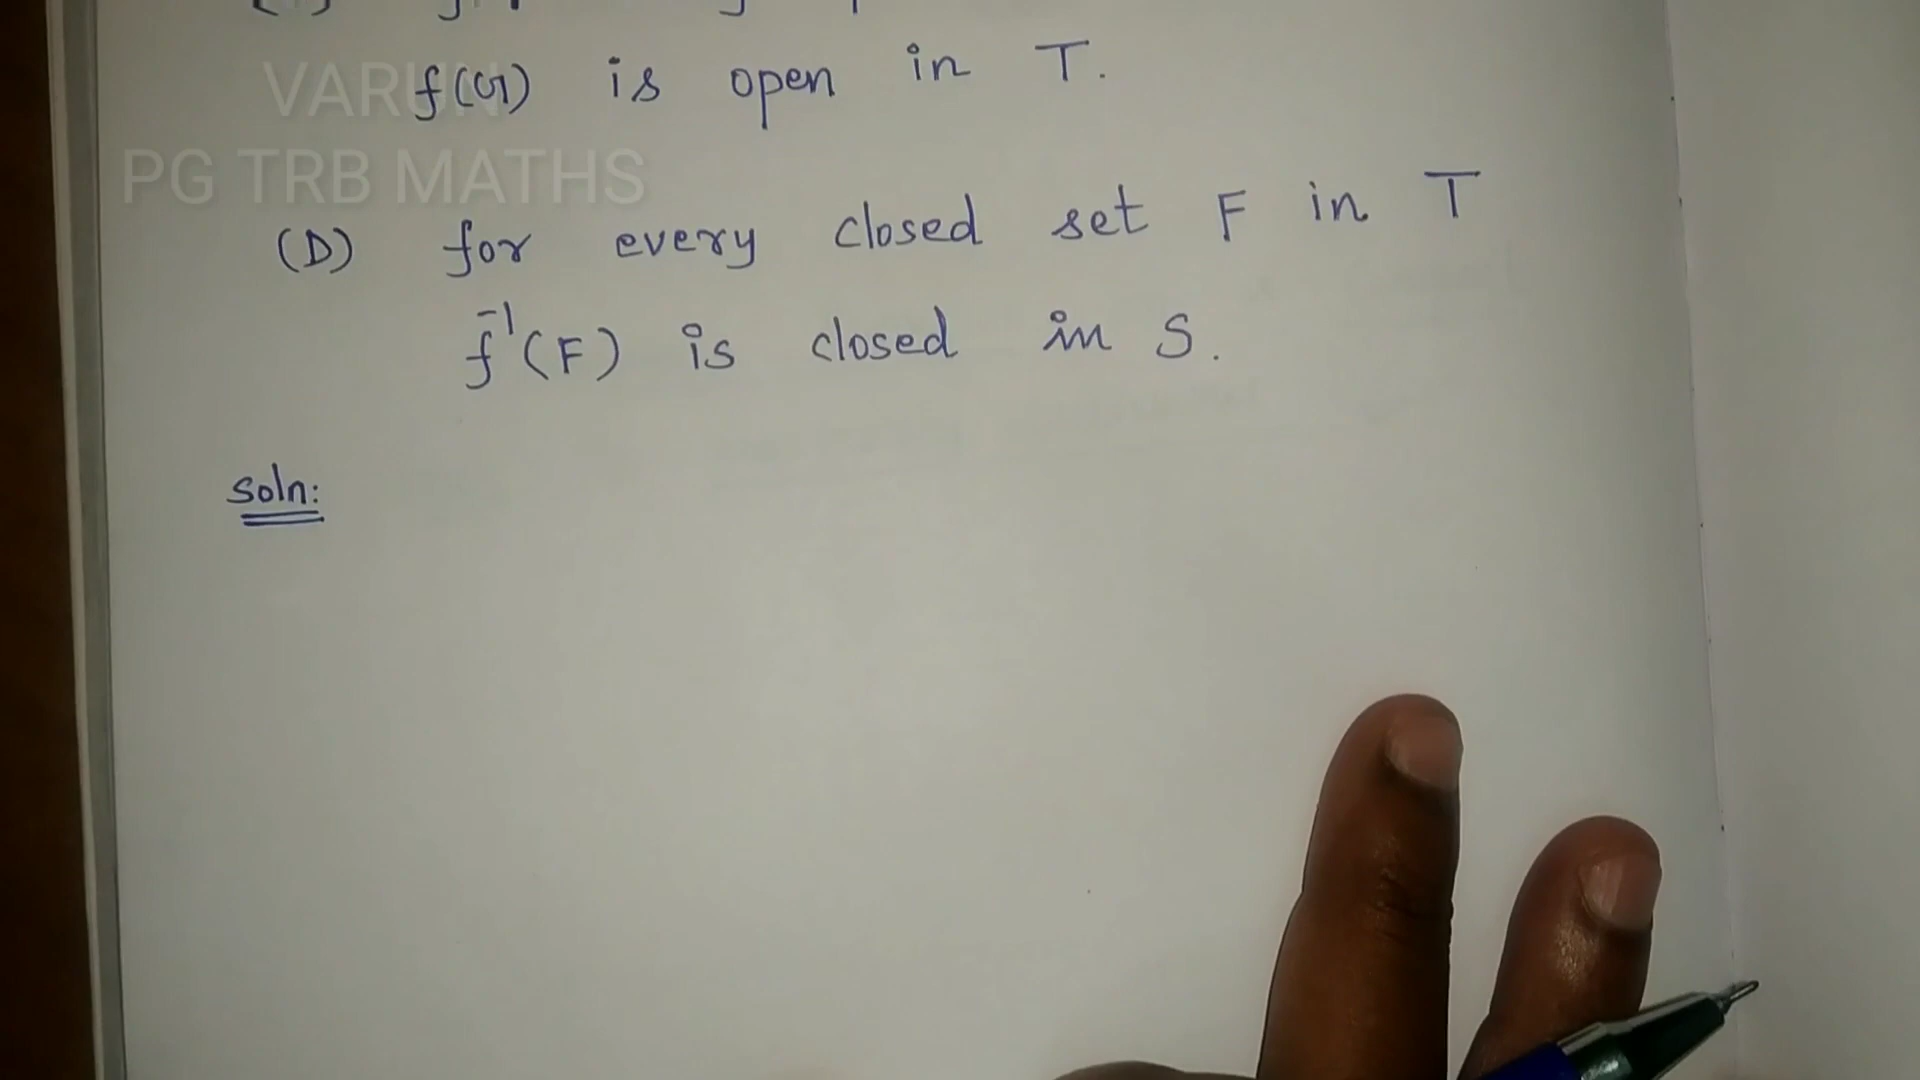 f(G) is open in T.
VARUN
PG TRB MATHS
(D) for every closed set F in T
f⁻¹(F) is closed in S.
Soln: